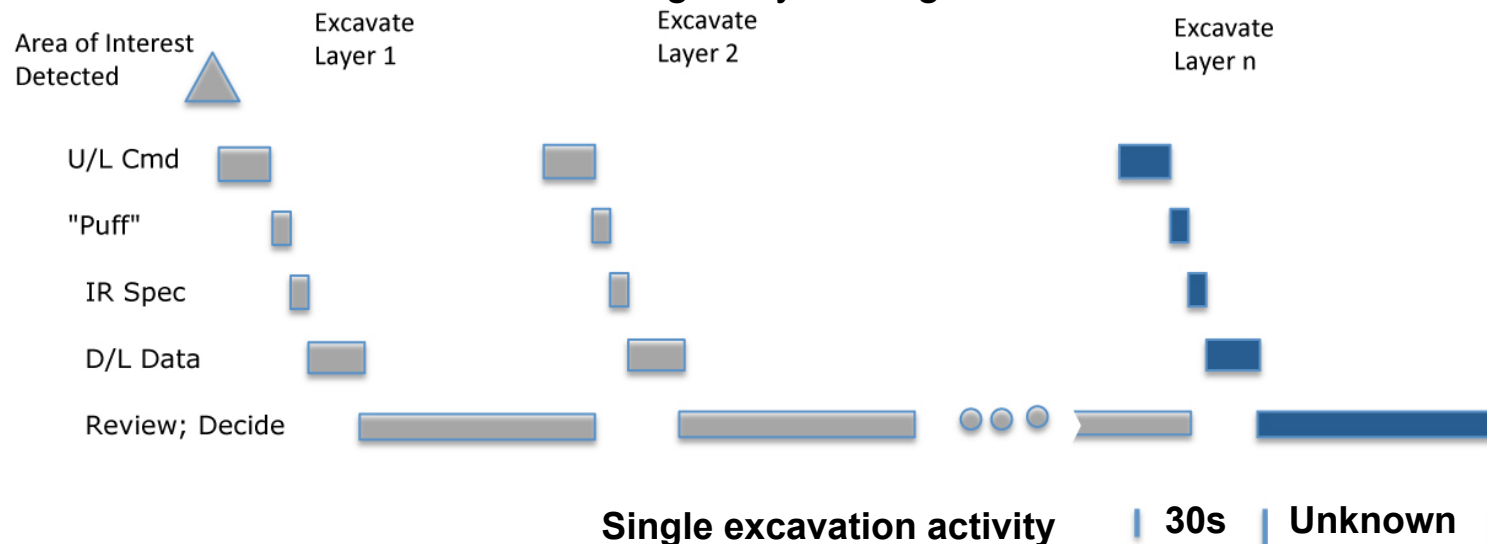 Area of Interest
Detected
Excavate
Layer 1
Excavate
Layer 2
Excavate
Layer n
U/L Cmd
"Puff"
IR Spec
D/L Data
Review; Decide
Single excavation activity
30s
Unknown